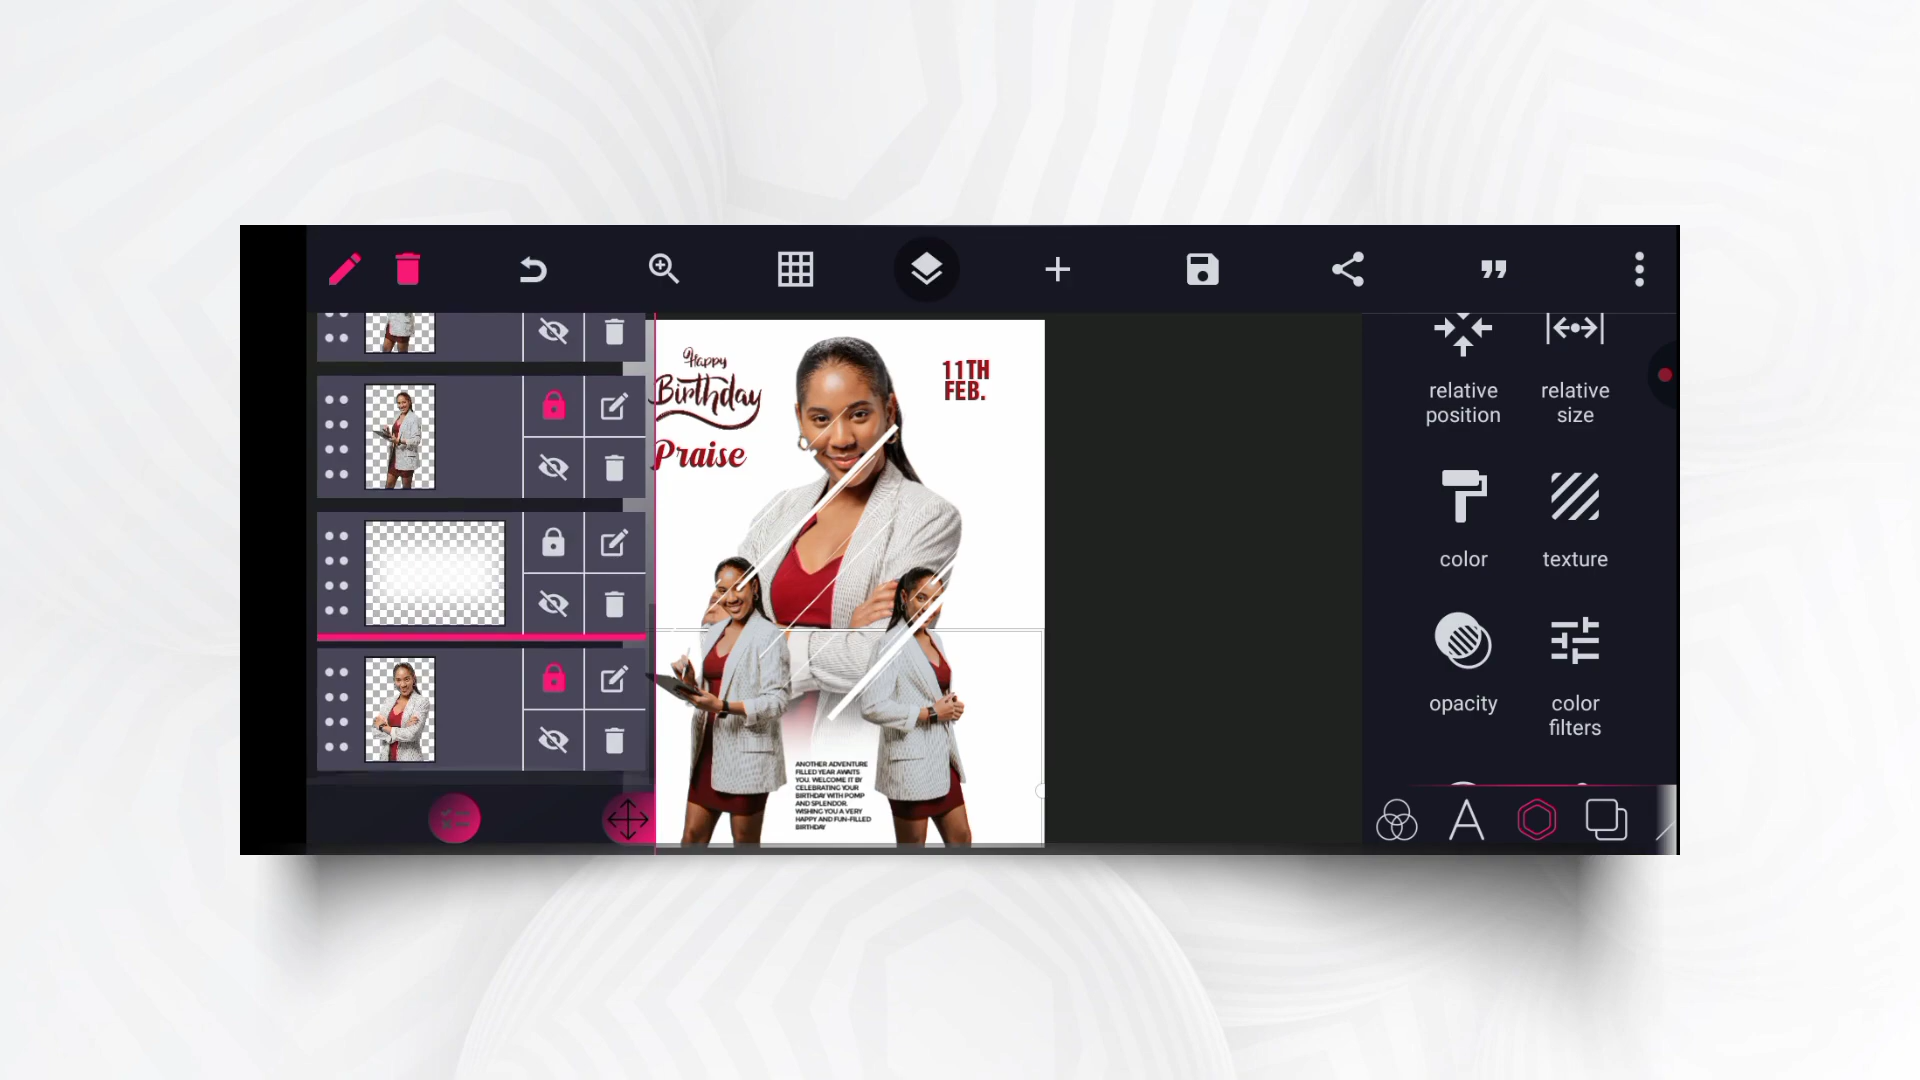 Happy
Birthday
Praise
11TH
FEB.
ANOTHER ADVENTURE
FILLED YEAR AWAITS
YOU. WELCOME IT BY
CELEBRATING YOUR
BIRTHDAY WITH POMP
AND SPLENDOR.
WISHING YOU A VERY
HAPPY AND FUN-FILLED
BIRTHDAY
relative
position
relative
size
color
texture
opacity
color
filters